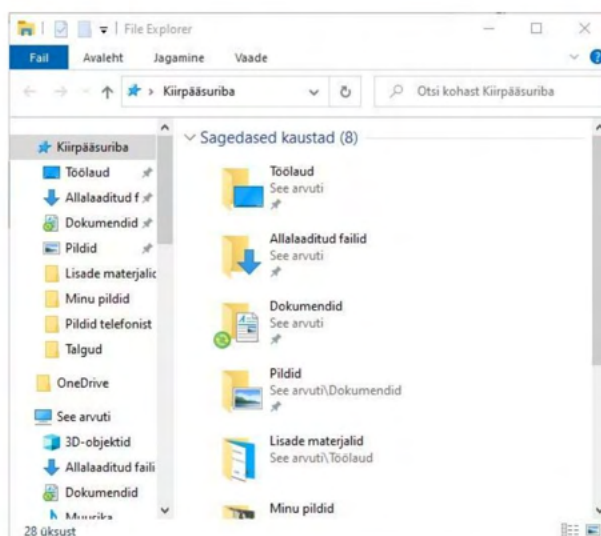 File Explorer
Fail Avaleht Jagamine Vaade
Kiirpääsuriba
Otsi kohast Kiirpääsuriba
Kiirpääsuriba
Töölaud
Allalaaditud f
Dokumendid
Pildid
Lisade materjalid
Minu pildid
Pildid telefonist
Talgud
OneDrive
See arvuti
3D-objektid
Allalaaditud faili
Dokumendid
Muusika
Sagedased kaustad (8)
Töölaud
See arvuti
Allalaaditud failid
See arvuti
Dokumendid
See arvuti
Pildid
See arvuti\Dokumendid
Lisade materjalid
See arvuti\Töölaud
Minu pildid
28 üksust